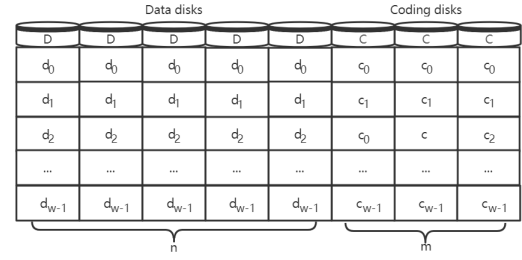 Data disks Coding disks
D D D D D C C C
d0 d0 d0 d0 d0 c0 c0 c0
d1 d1 d1 d1 d1 c1 c1 c1
d2 d2 d2 d2 d2 c0 c c2
... ... ... ... ... ... ... ...
dw-1 dw-1 dw-1 dw-1 dw-1 cw-1 cw-1 cw-1
n m